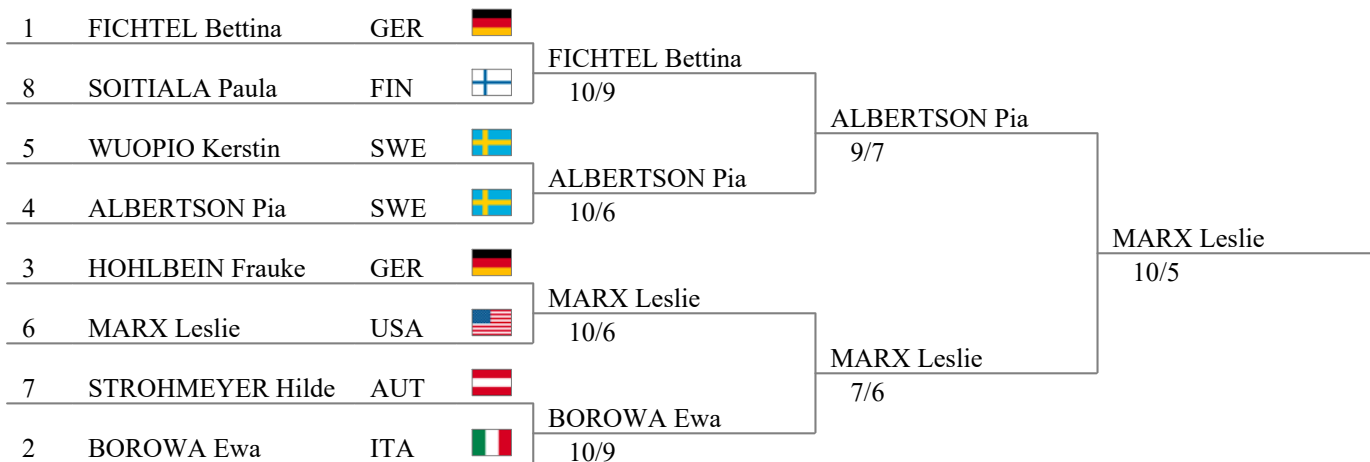 1 FICHTEL Bettina GER
8 SOITIALA Paula FIN
5 WUOPIO Kerstin SWE
4 ALBERTSON Pia SWE
3 HOHLBEIN Frauke GER
6 MARX Leslie USA
7 STROHMEYER Hilde AUT
2 BOROWA Ewa ITA
FICHTEL Bettina
10/9
ALBERTSON Pia
10/6
MARX Leslie
10/6
BOROWA Ewa
10/9
ALBERTSON Pia
9/7
MARX Leslie
7/6
MARX Leslie
10/5